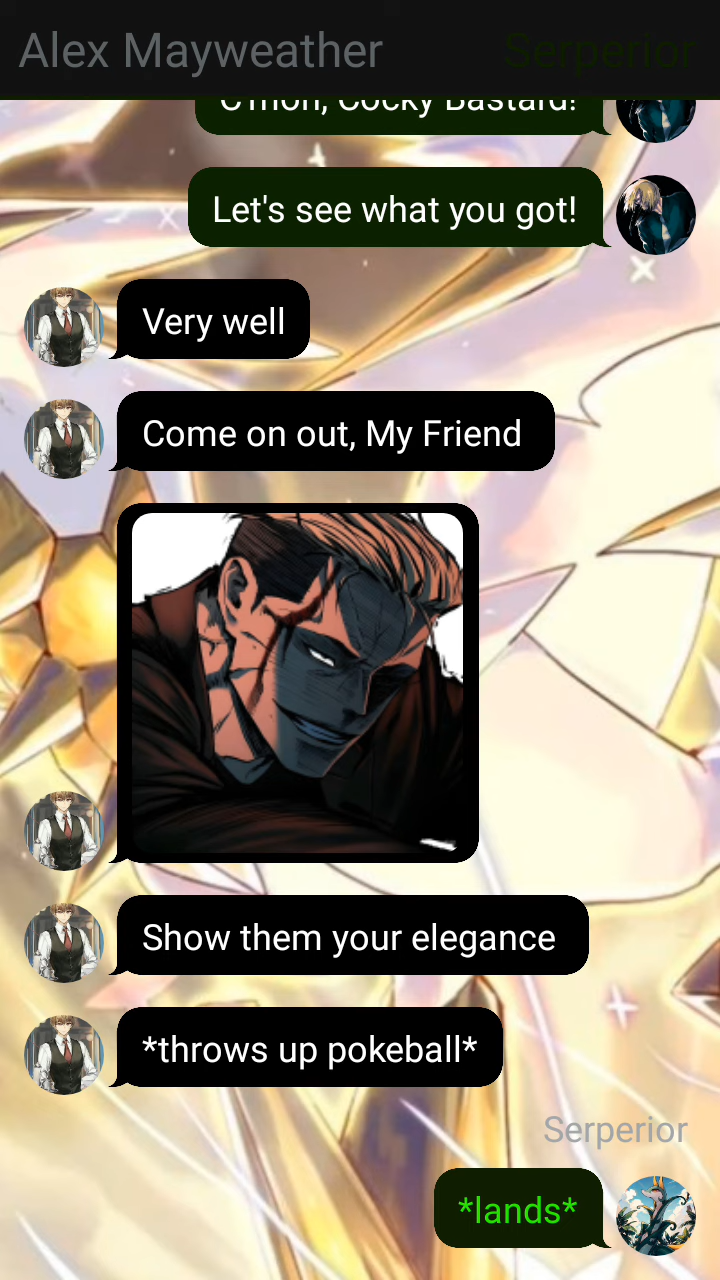 Alex Mayweather
Serperior
C'mon, Cocky Bastard!
Let's see what you got!
Very well
Come on out, My Friend
Show them your elegance
*throws up pokeball*
Serperior
*lands*